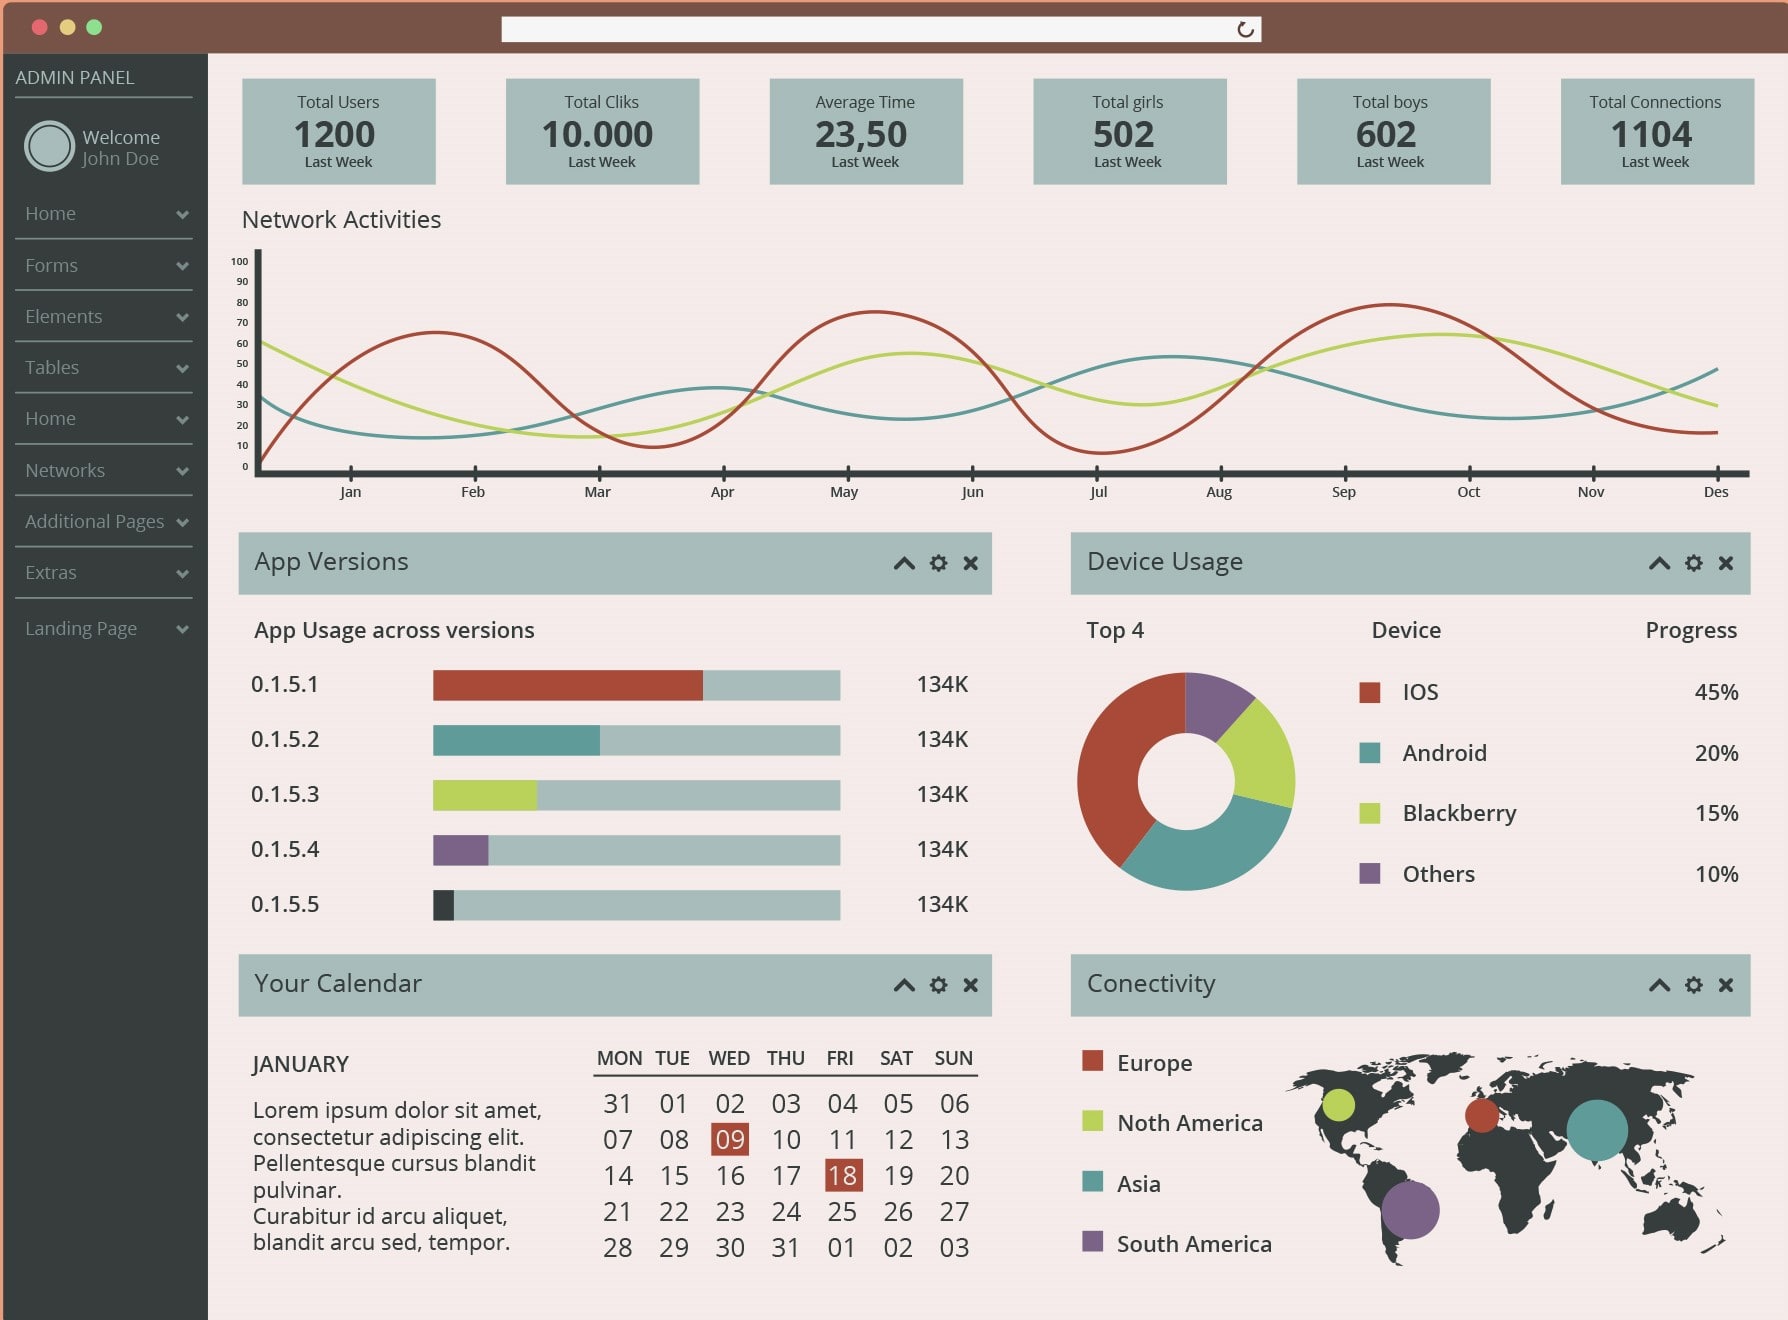 ADMIN PANEL
Welcome
John Doe
Home
Forms
Elements
Tables
Home
Networks
Additional Pages
Extras
Landing Page
Total Users
1200
Last Week
Total Cliks
10.000
Last Week
Average Time
23,50
Last Week
Total girls
502
Last Week
Total boys
602
Last Week
Total Connections
1104
Last Week
Network Activities
100
90
80
70
60
50
40
30
20
10
0
Jan Feb Mar Apr May Jun Jul Aug Sep Oct Nov Des
App Versions
App Usage across versions
0.1.5.1 134K
0.1.5.2 134K
0.1.5.3 134K
0.1.5.4 134K
0.1.5.5 134K
Device Usage
Top 4 Device Progress
IOS 45%
Android 20%
Blackberry 15%
Others 10%
Your Calendar
JANUARY
Lorem ipsum dolor sit amet,
consectetur adipiscing elit.
Pellentesque cursus blandit
pulvinar.
Curabitur id arcu aliquet,
blandit arcu sed, tempor.
MON TUE WED THU FRI SAT SUN
31 01 02 03 04 05 06
07 08 09 10 11 12 13
14 15 16 17 18 19 20
21 22 23 24 25 26 27
28 29 30 31 01 02 03
Conectivity
Europe
Noth America
Asia
South America